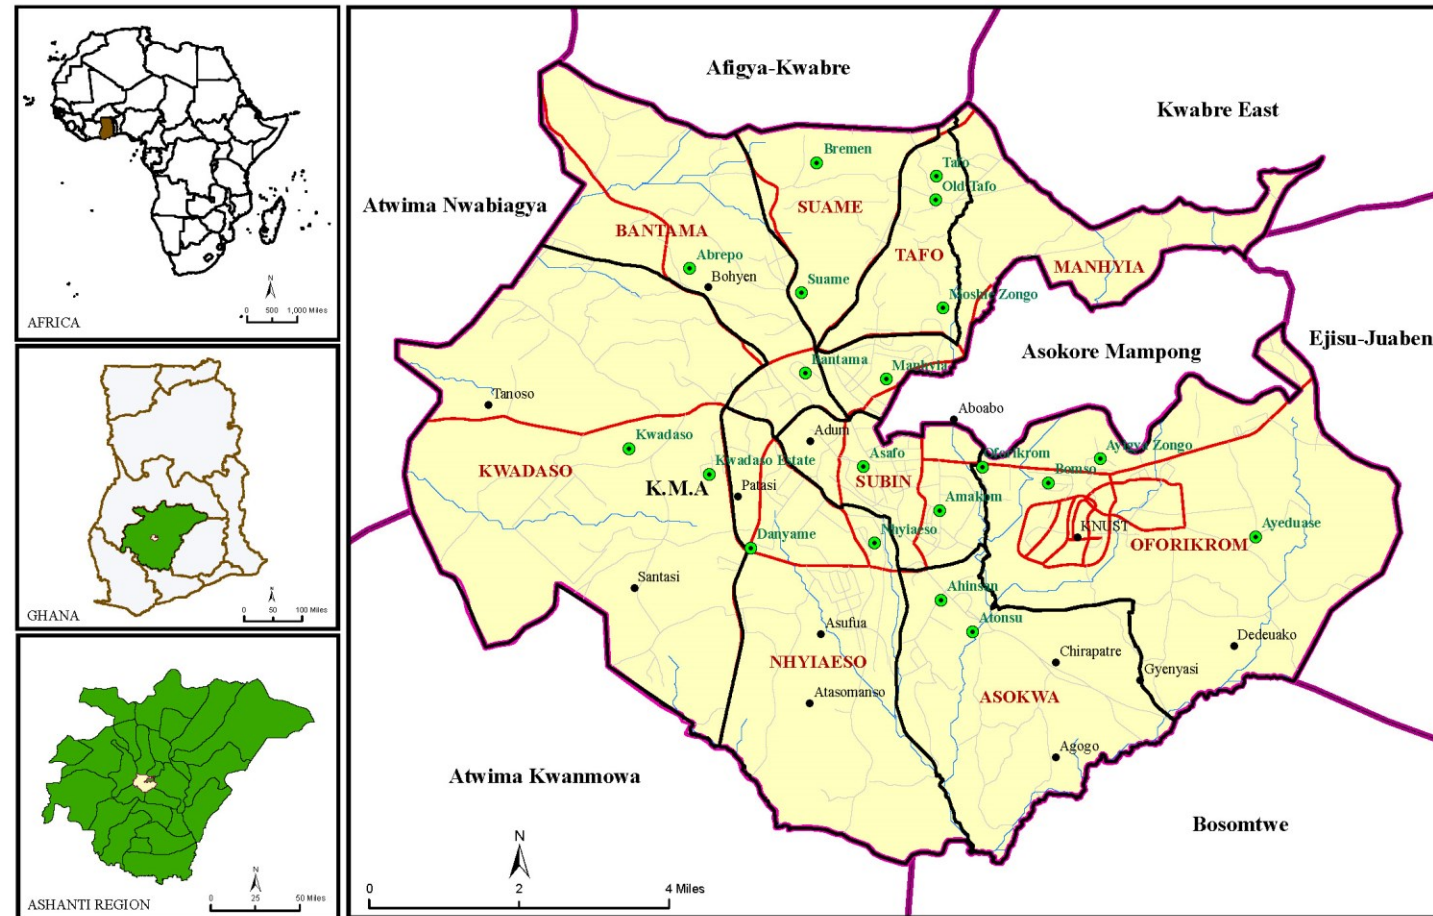 N
0 500 1,000 Miles
AFRICA
N
0 50 100 Miles
GHANA
N
0 25 50 Miles
ASHANTI REGION
Afigya-Kwabre
Kwabre East
Bremen
Tafo
Old Tafo
Atwima Nwabiagya
SUAME
BANTAMA
TAFO
MANHYIA
Abrepo
Bohyen
Suame
Moshie Zongo
Ejisu-Juaben
Asokore Mampong
Bantama
Manhyia
Tanoso
Aboabo
Kwadaso
Adum
Asafo
Oforikrom
Ayigya Zongo
KWADASO
Kwadaso Estate
SUBIN
Bomso
K.M.A
Patasi
Amakom
KNUST
Ayeduase
Danyame
Nhyiaeso
OFORIKROM
Santasi
Ahinsan
Asufua
Atonsu
Dedeuako
NHYIAESO
Chirapatre
Gyenyasi
Atasomanso
ASOKWA
Agogo
Atwima Kwanmowa
Bosomtwe
N
0 2 4 Miles